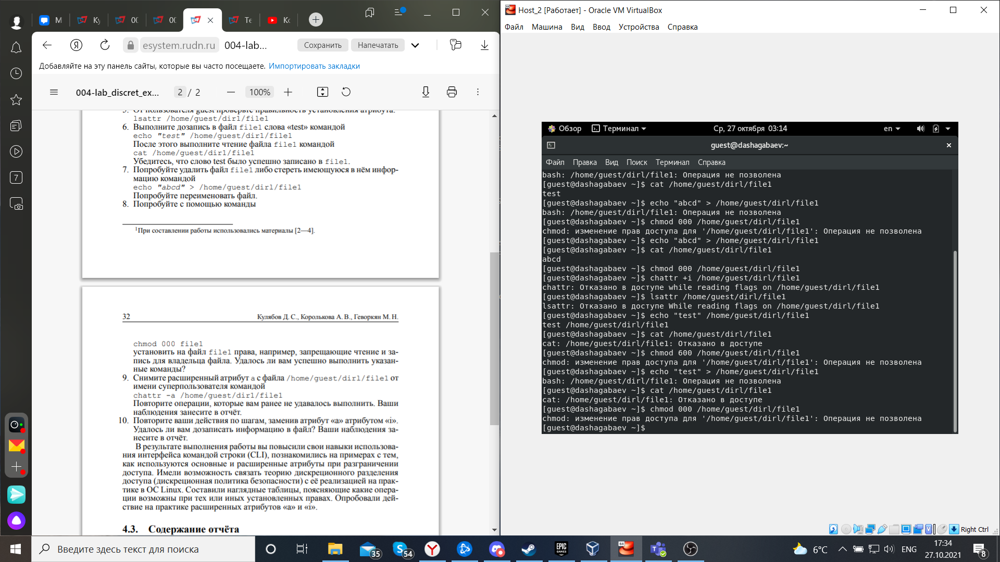 М
Ку
00
00
Те
Ко
esystem.rudn.ru
004-lab...
Сохранить
Напечатать
Добавляйте на эту панель сайты, которые вы часто посещаете. Импортировать закладки
004-lab_discret_ex...
2 / 2
100%
5. От пользователя guest проверьте правильность установления атрибута:
lsattr /home/guest/dir1/file1
6. Выполните дозапись в файл file1 слова «test» командой
echo "test" /home/guest/dir1/file1
После этого выполните чтение файла file1 командой
cat /home/guest/dir1/file1
Убедитесь, что слово test было успешно записано в file1.
7. Попробуйте удалить файл file1 либо стереть имеющуюся в нём инфор-
мацию командой
echo "abcd" > /home/guest/dirl/file1
Попробуйте переименовать файл.
8. Попробуйте с помощью команды
1При составлении работы использовались материалы [2—4].
32
Кулябов Д. С., Королькова А. В., Геворкян М. Н.
chmod 000 file1
установить на файл file1 права, например, запрещающие чтение и за-
пись для владельца файла. Удалось ли вам успешно выполнить указан-
ные команды?
9. Снимите расширенный атрибут a с файла /home/guest/dirl/file1 от
имени суперпользователя командой
chattr -a /home/guest/dir1/file1
Повторите операции, которые вам ранее не удавалось выполнить. Ваши
наблюдения занесите в отчёт.
10. Повторите ваши действия по шагам, заменив атрибут «a» атрибутом «i».
Удалось ли вам дозаписать информацию в файл? Ваши наблюдения за-
несите в отчёт.
В результате выполнения работы вы повысили свои навыки использова-
ния интерфейса командой строки (CLI), познакомились на примерах с тем,
как используются основные и расширенные атрибуты при разграничении
доступа. Имели возможность связать теорию дискреционного разделения
доступа (дискреционная политика безопасности) с её реализацией на прак-
тике в ОС Linux. Составили наглядные таблицы, поясняющие какие опера-
ции возможны при тех или иных установленных правах. Опробовали дей-
ствие на практике расширенных атрибутов «а» и «i».
4.3. Содержание отчёта
7
Host_2 [Работает] - Oracle VM VirtualBox
Файл Машина Вид Ввод Устройства Справка
Обзор Терминал Ср, 27 октября 03:14 en
guest@dashagabaev:~
Файл Правка Вид Поиск Терминал Справка
bash: /home/guest/dirl/file1: Операция не позволена
[guest@dashagabaev ~]$ cat /home/guest/dirl/file1
test
[guest@dashagabaev ~]$ echo "abcd" > /home/guest/dirl/file1
bash: /home/guest/dirl/file1: Операция не позволена
[guest@dashagabaev ~]$ chmod 000 /home/guest/dirl/file1
chmod: изменение прав доступа для '/home/guest/dirl/file1': Операция не позволена
[guest@dashagabaev ~]$ echo "abcd" > /home/guest/dirl/file1
[guest@dashagabaev ~]$ cat /home/guest/dirl/file1
abcd
[guest@dashagabaev ~]$ chmod 000 /home/guest/dirl/file1
[guest@dashagabaev ~]$ chattr +i /home/guest/dirl/file1
chattr: Отказано в доступе while reading flags on /home/guest/dirl/file1
[guest@dashagabaev ~]$ lsattr /home/guest/dirl/file1
lsattr: Отказано в доступе While reading flags on /home/guest/dirl/file1
[guest@dashagabaev ~]$ echo "test" /home/guest/dirl/file1
test /home/guest/dirl/file1
[guest@dashagabaev ~]$ cat /home/guest/dirl/file1
cat: /home/guest/dirl/file1: Отказано в доступе
[guest@dashagabaev ~]$ chmod 600 /home/guest/dirl/file1
chmod: изменение прав доступа для '/home/guest/dirl/file1': Операция не позволена
[guest@dashagabaev ~]$ echo "test" > /home/guest/dirl/file1
bash: /home/guest/dirl/file1: Операция не позволена
[guest@dashagabaev ~]$ cat /home/guest/dirl/file1
cat: /home/guest/dirl/file1: Отказано в доступе
[guest@dashagabaev ~]$ chmod 000 /home/guest/dirl/file1
chmod: изменение прав доступа для '/home/guest/dirl/file1': Операция не позволена
[guest@dashagabaev ~]$
Right Ctrl
Введите здесь текст для поиска
35
54
EPIC GAMES
64
6°C
ENG
17:34
27.10.2021
8